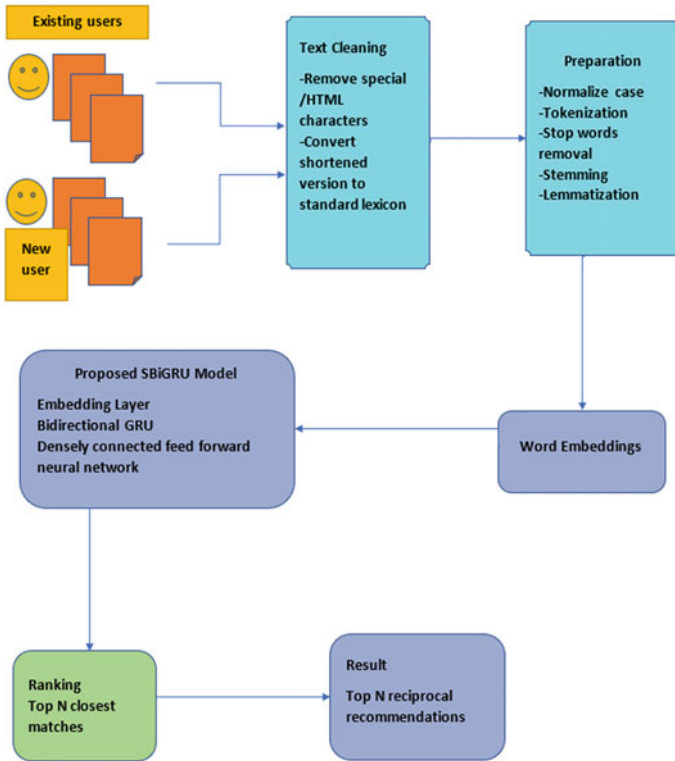 Existing users
New
user
Text Cleaning
-Remove special
/HTML
characters
-Convert
shortened
version to
standard lexicon
Preparation
-Normalize case
-Tokenization
-Stop words
removal
-Stemming
-Lemmatization
Word Embeddings
Proposed SBiGRU Model
Embedding Layer
Bidirectional GRU
Densely connected feed forward
neural network
Ranking
Top N closest
matches
Result
Top N reciprocal
recommendations